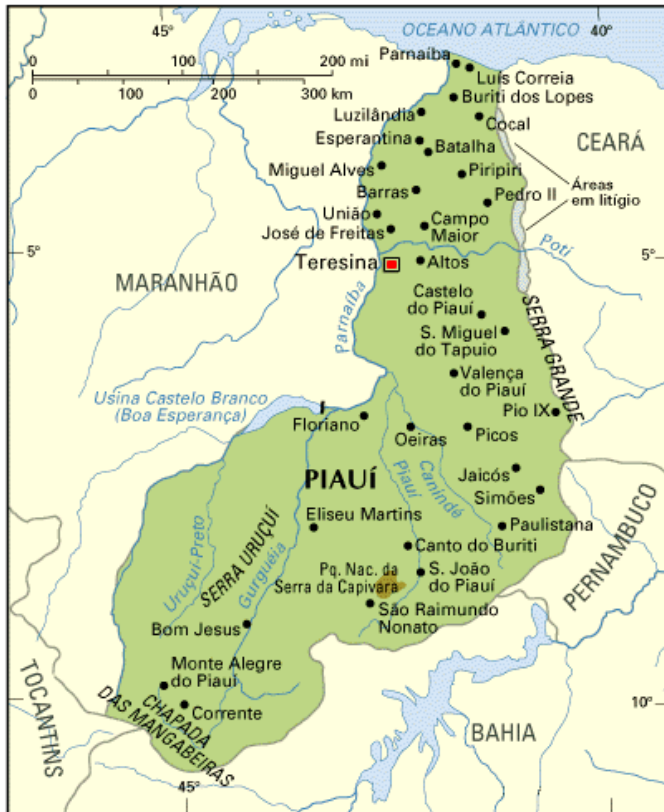 45°
40°
OCEANO ATLÂNTICO
Parnaíba
0 100 200 mi
0 100 200 300 km
Luís Correia
Buriti dos Lopes
Luzilândia
Cocal
CEARÁ
Esperantina
Batalha
Miguel Alves
Piripiri
Áreas
em litígio
Barras
Pedro II
União
Campo
Maior
José de Freitas
Poti
5°
5°
Teresina
Altos
MARANHÃO
Castelo
do Piauí
Parnaíba
S. Miguel
do Tapuio
SERRA GRANDE
Valença
do Piauí
Usina Castelo Branco
(Boa Esperança)
Pio IX
Floriano
Oeiras
Picos
PIAUÍ
Piauí
Canindé
Jaicós
Simões
Eliseu Martins
Paulistana
Uruçuí-Preto
SERRA URUÇUÍ
Gurguéia
Canto do Buriti
PERNAMBUCO
Pq. Nac. da
Serra da Capivara
S. João
do Piauí
São Raimundo
Nonato
Bom Jesus
Monte Alegre
do Piauí
TOCANTINS
CHAPADA
DAS MANGABEIRAS
Corrente
10°
BAHIA
45°